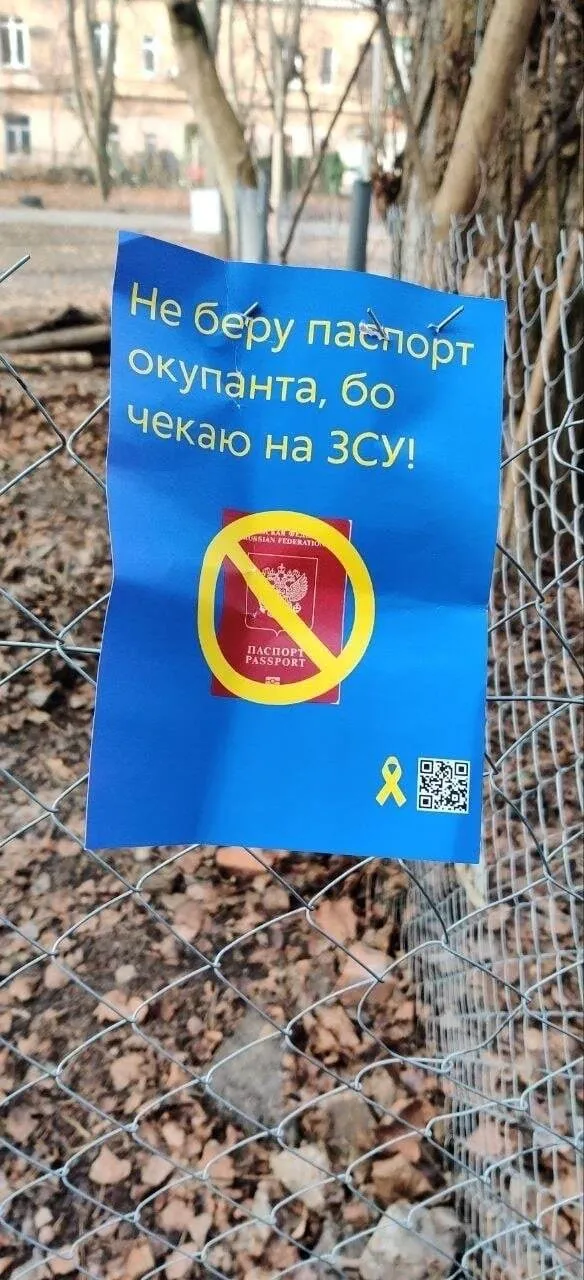 Не беру паспорт
окупанта, бо
чекаю на ЗСУ!
RUSSIAN FEDERATION
ПАСПОРТ
PASSPORT